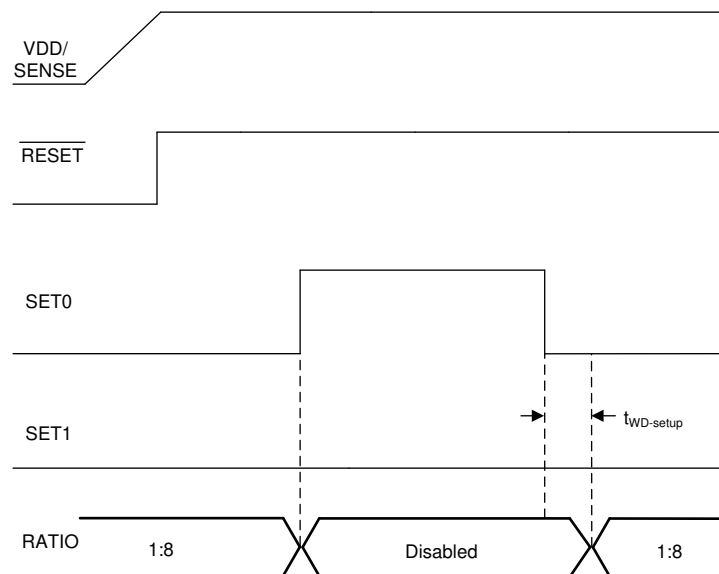 VDD/
SENSE
RESET
SET0
SET1
tWD-setup
RATIO
1:8
Disabled
1:8